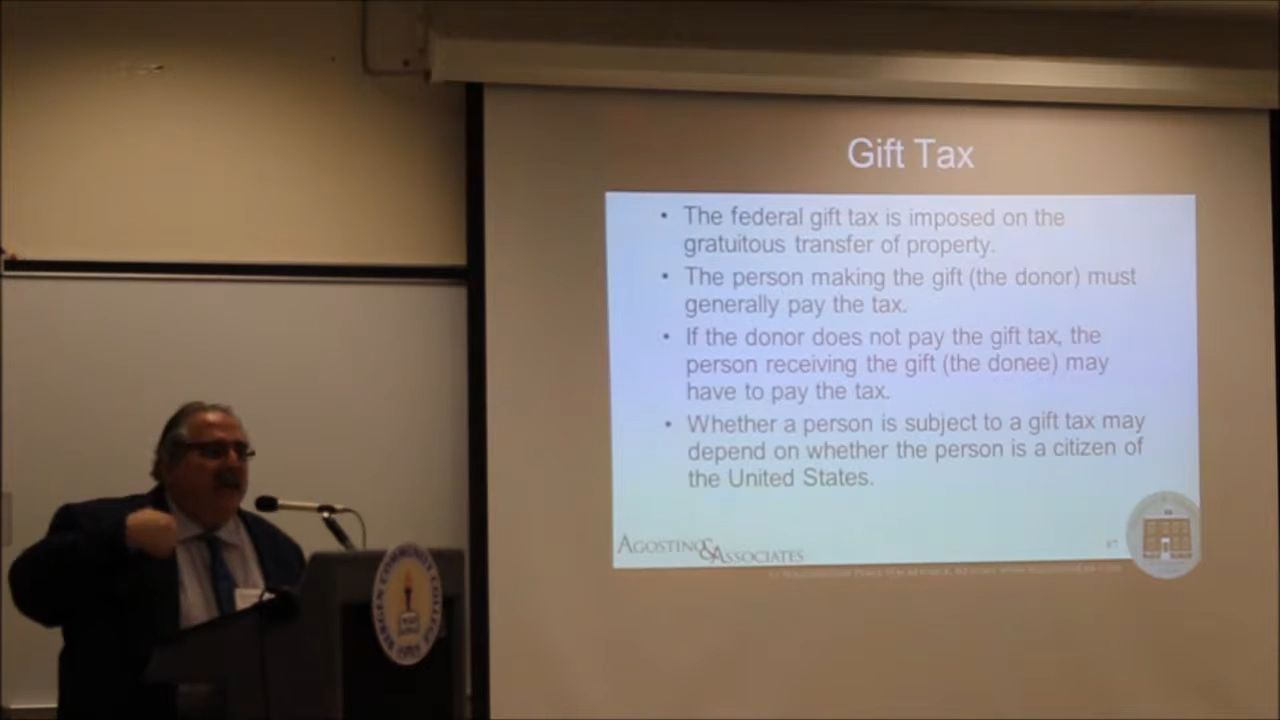 Gift Tax
• The federal gift tax is imposed on the
gratuitous transfer of property.
• The person making the gift (the donor) must
generally pay the tax.
• If the donor does not pay the gift tax, the
person receiving the gift (the donee) may
have to pay the tax.
• Whether a person is subject to a gift tax may
depend on whether the person is a citizen of
the United States.
AGOSTINO & ASSOCIATES
BERGEN COMMUNITY COLLEGE